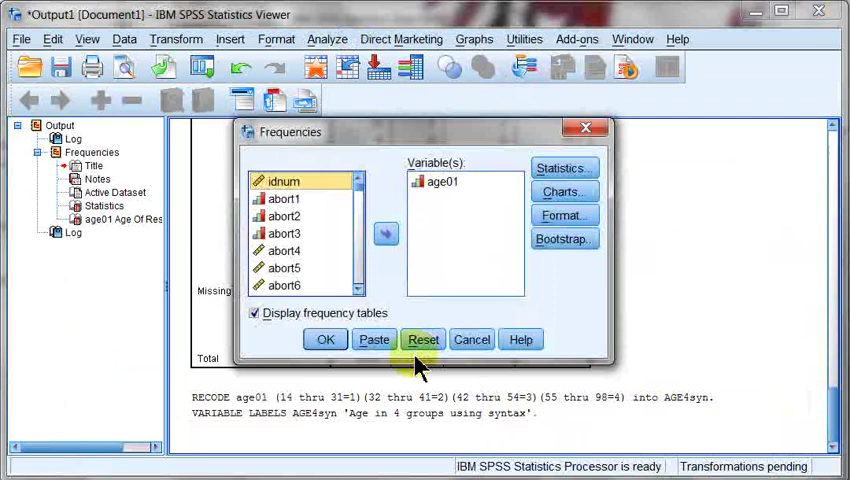 *Output1 [Document1] - IBM SPSS Statistics Viewer
File Edit View Data Transform Insert Format Analyze Direct Marketing Graphs Utilities Add-ons Window Help
Output
Log
Frequencies
Title
Notes
Active Dataset
Statistics
age01 Age Of Res
Log
Frequencies
Variable(s):
idnum
abort1
abort2
abort3
abort4
abort5
abort6
age01
Statistics...
Charts...
Format...
Bootstrap...
Display frequency tables
OK Paste Reset Cancel Help
Missing
Total
RECODE age01 (14 thru 31=1)(32 thru 41=2)(42 thru 54=3)(55 thru 98=4) into AGE4syn.
VARIABLE LABELS AGE4syn 'Age in 4 groups using syntax'.
IBM SPSS Statistics Processor is ready Transformations pending